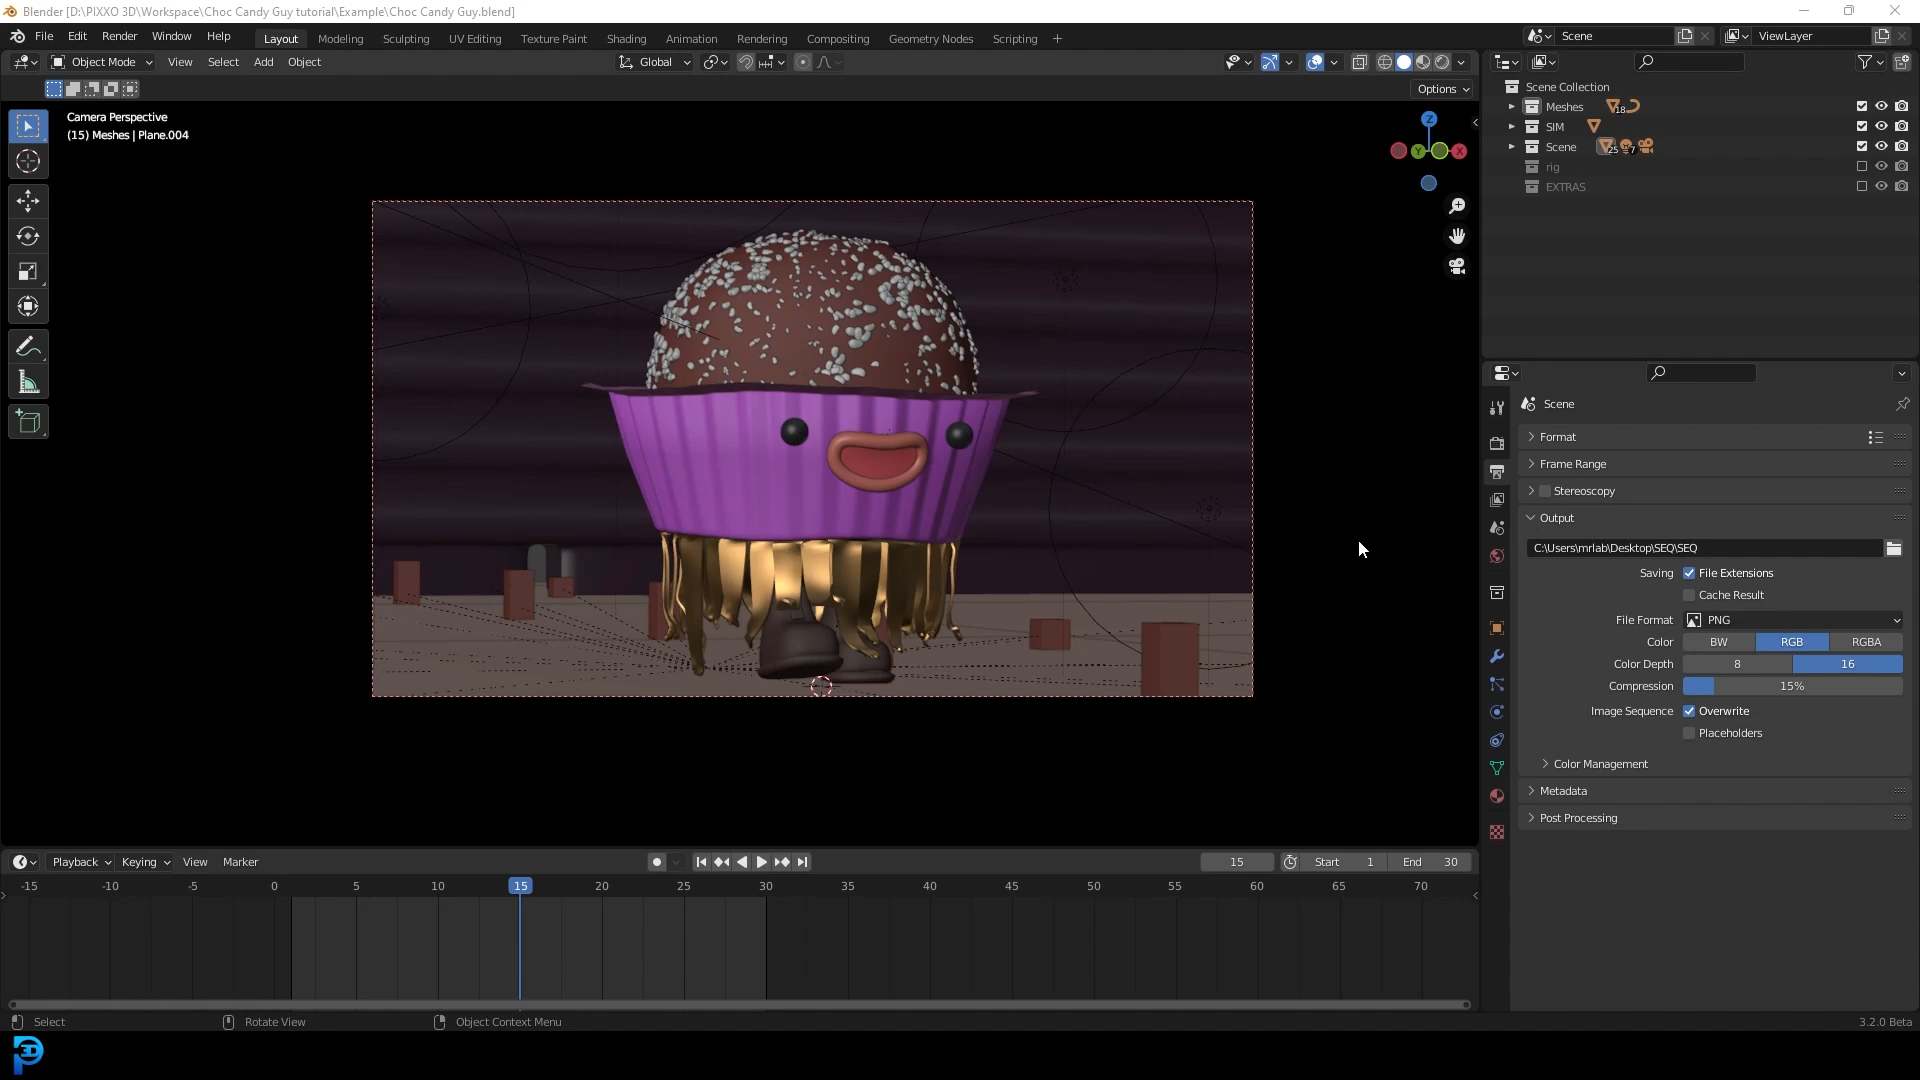 Blender [D:\PIXXO 3D\Workspace\Choc Candy Guy tutorial\Example\Choc Candy Guy.blend]
File Edit Render Window Help Layout Modeling Sculpting UV Editing Texture Paint Shading Animation Rendering Compositing Geometry Nodes Scripting + Scene ViewLayer
Object Mode View Select Add Object Global
Options
Camera Perspective
(15) Meshes | Plane.004
Z
Y X
Scene Collection
Meshes 18
SIM
Scene 25 7
rig
EXTRAS
Scene
Format
Frame Range
Stereoscopy
Output
C:\Users\mrlab\Desktop\SEQ\SEQ
Saving File Extensions
Cache Result
File Format PNG
Color BW RGB RGBA
Color Depth 8 16
Compression 15%
Image Sequence Overwrite
Placeholders
Color Management
Metadata
Post Processing
Playback Keying View Marker 15 Start 1 End 30
-15 -10 -5 0 5 10 15 20 25 30 35 40 45 50 55 60 65 70
Select Rotate View Object Context Menu 3.2.0 Beta
3D